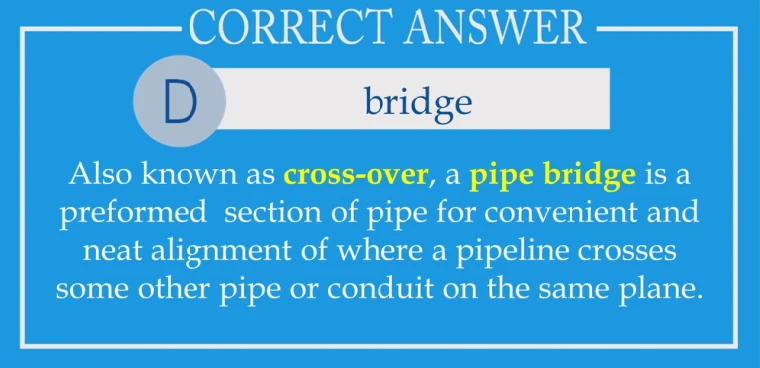 CORRECT ANSWER
D bridge
Also known as cross-over, a pipe bridge is a
preformed section of pipe for convenient and
neat alignment of where a pipeline crosses
some other pipe or conduit on the same plane.